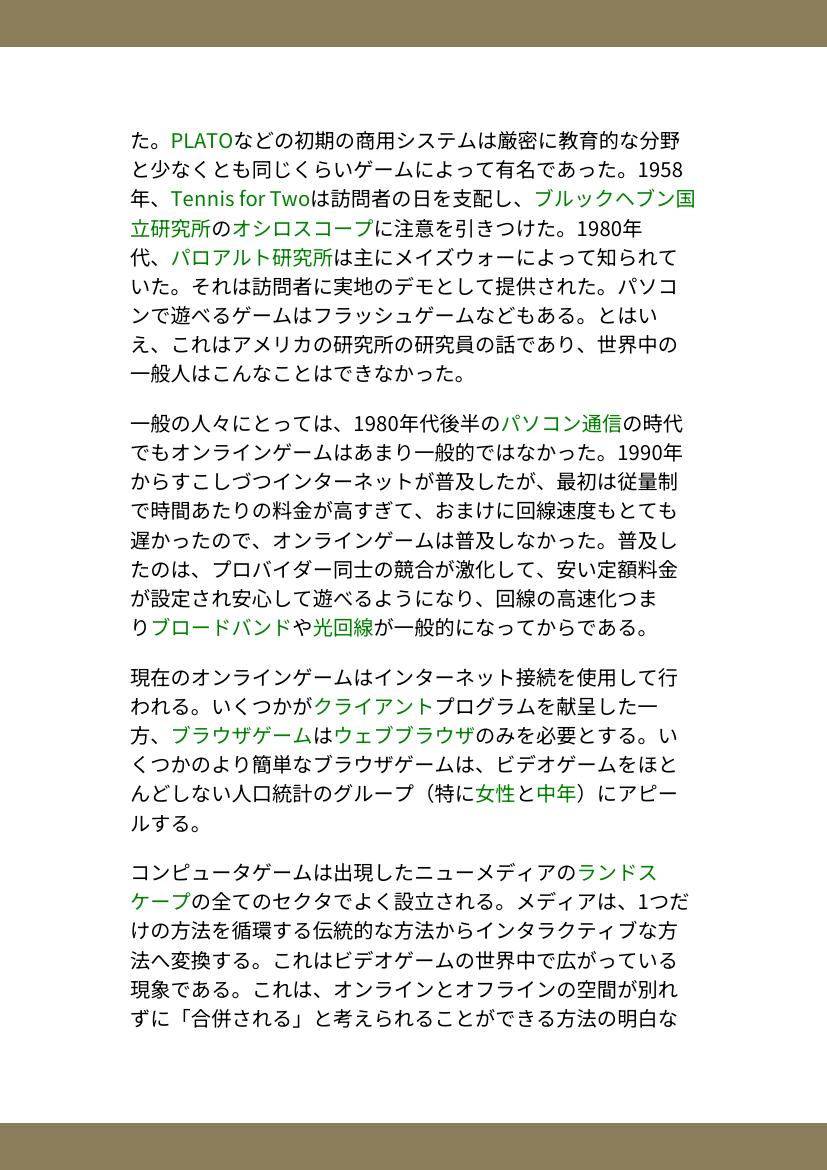 た。PLATOなどの初期の商用システムは厳密に教育的な分野
と少なくとも同じくらいゲームによって有名であった。1958
年、Tennis for Twoは訪問者の日を支配し、ブルックヘブン国
立研究所のオシロスコープに注意を引きつけた。1980年
代、パロアルト研究所は主にメイズウォーによって知られて
いた。それは訪問者に実地のデモとして提供された。パソコ
ンで遊べるゲームはフラッシュゲームなどもある。とはい
え、これはアメリカの研究所の研究員の話であり、世界中の
一般人はこんなことはできなかった。
一般の人々にとっては、1980年代後半のパソコン通信の時代
でもオンラインゲームはあまり一般的ではなかった。1990年
からすこしづつインターネットが普及したが、最初は従量制
で時間あたりの料金が高すぎて、おまけに回線速度もとても
遅かったので、オンラインゲームは普及しなかった。普及し
たのは、プロバイダー同士の競合が激化して、安い定額料金
が設定され安心して遊べるようになり、回線の高速化つま
りブロードバンドや光回線が一般的になってからである。
現在のオンラインゲームはインターネット接続を使用して行
われる。いくつかがクライアントプログラムを献呈した一
方、ブラウザゲームはウェブブラウザのみを必要とする。い
くつかのより簡単なブラウザゲームは、ビデオゲームをほと
んどしない人口統計のグループ（特に女性と中年）にアピー
ルする。
コンピュータゲームは出現したニューメディアのランドス
ケープの全てのセクタでよく設立される。メディアは、1つだ
けの方法を循環する伝統的な方法からインタラクティブな方
法へ変換する。これはビデオゲームの世界中で広がっている
現象である。これは、オンラインとオフラインの空間が別れ
ずに「合併される」と考えられることができる方法の明白な